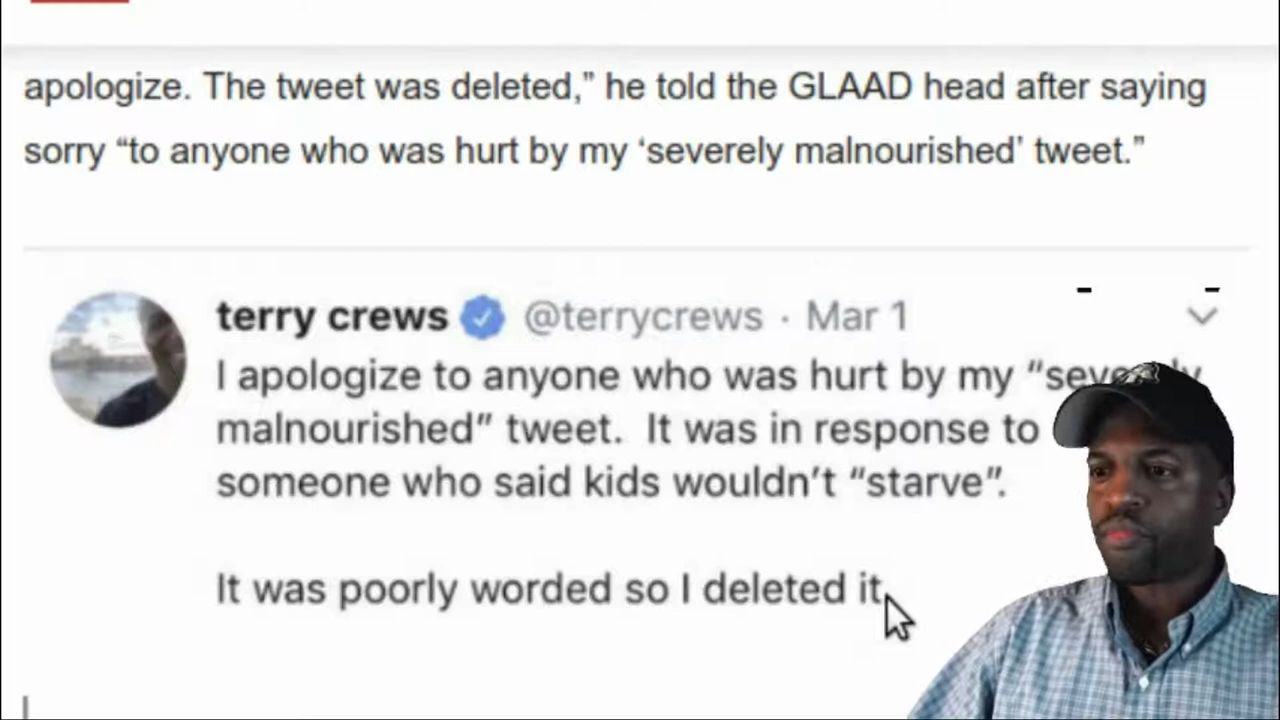 apologize. The tweet was deleted,” he told the GLAAD head after saying
sorry “to anyone who was hurt by my ‘severely malnourished’ tweet.”
terry crews @terrycrews · Mar 1
I apologize to anyone who was hurt by my “severely
malnourished” tweet. It was in response to
someone who said kids wouldn’t “starve”.
It was poorly worded so I deleted it.